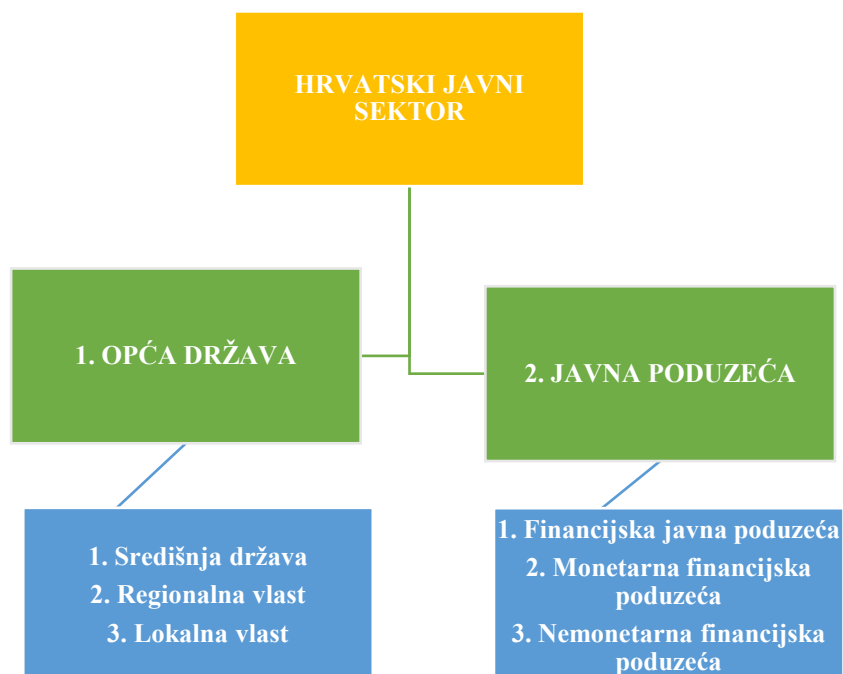 HRVATSKI JAVNI
SEKTOR
1. OPĆA DRŽAVA
2. JAVNA PODUZEĆA
1. Središnja država
2. Regionalna vlast
3. Lokalna vlast
1. Financijska javna poduzeća
2. Monetarna financijska
poduzeća
3. Nemonetarna financijska
poduzeća